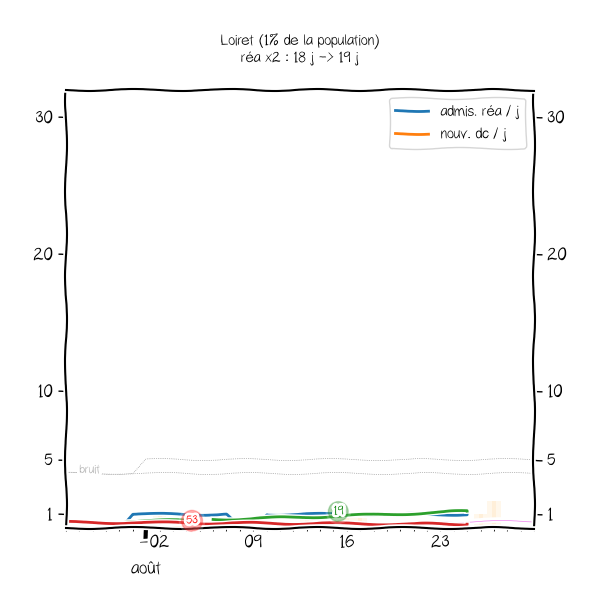 Loiret (1% de la population)
réa x2 : 18 j -> 19 j
admis. réa / j
nouv. dc / j
30
30
20
20
10
10
5
5
bruit
1
1
53
19
02
09
16
23
août